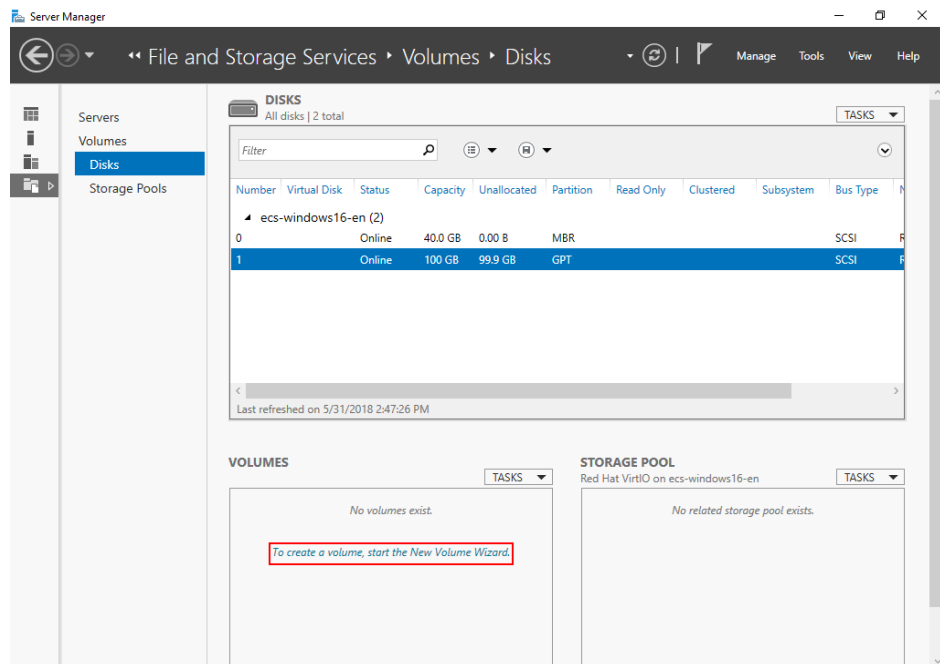 Server Manager
File and Storage Services Volumes Disks
Manage Tools View Help
Servers
Volumes
Disks
Storage Pools
DISKS
All disks | 2 total
TASKS
Filter
Number Virtual Disk Status Capacity Unallocated Partition Read Only Clustered Subsystem Bus Type
ecs-windows16-en (2)
0 Online 40.0 GB 0.00 B MBR SCSI
1 Online 100 GB 99.9 GB GPT SCSI
Last refreshed on 5/31/2018 2:47:26 PM
VOLUMES
TASKS
No volumes exist.
To create a volume, start the New Volume Wizard.
STORAGE POOL
Red Hat VirtIO on ecs-windows16-en
TASKS
No related storage pool exists.